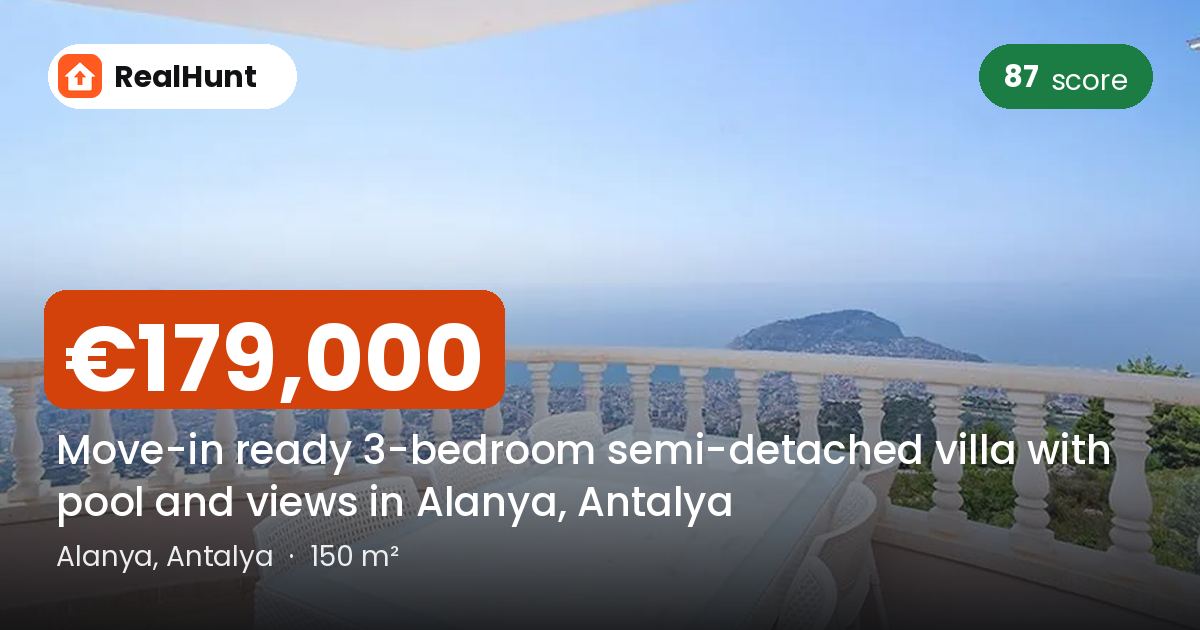 RealHunt
87 score
€179,000
Move-in ready 3-bedroom semi-detached villa with
pool and views in Alanya, Antalya
Alanya, Antalya · 150 m²